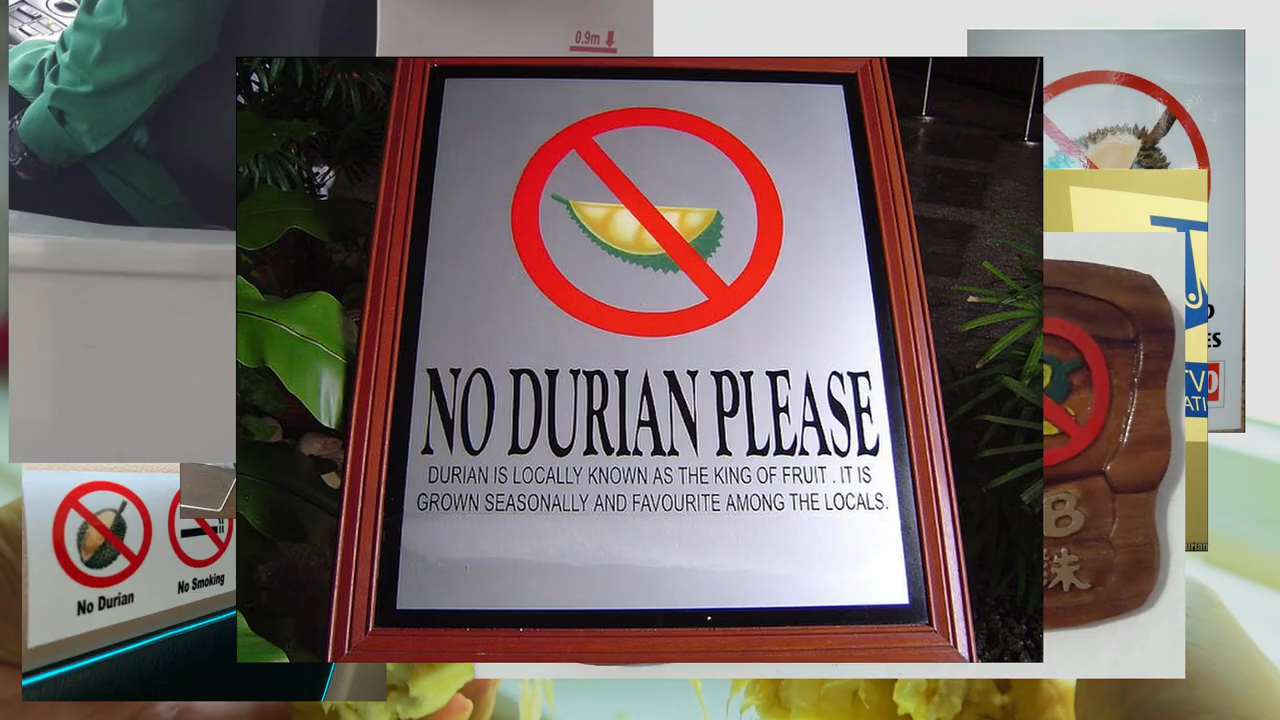 0.9m
NO DURIAN PLEASE
DURIAN IS LOCALLY KNOWN AS THE KING OF FRUIT . IT IS
GROWN SEASONALLY AND FAVOURITE AMONG THE LOCALS.
No Durian
No Smoking